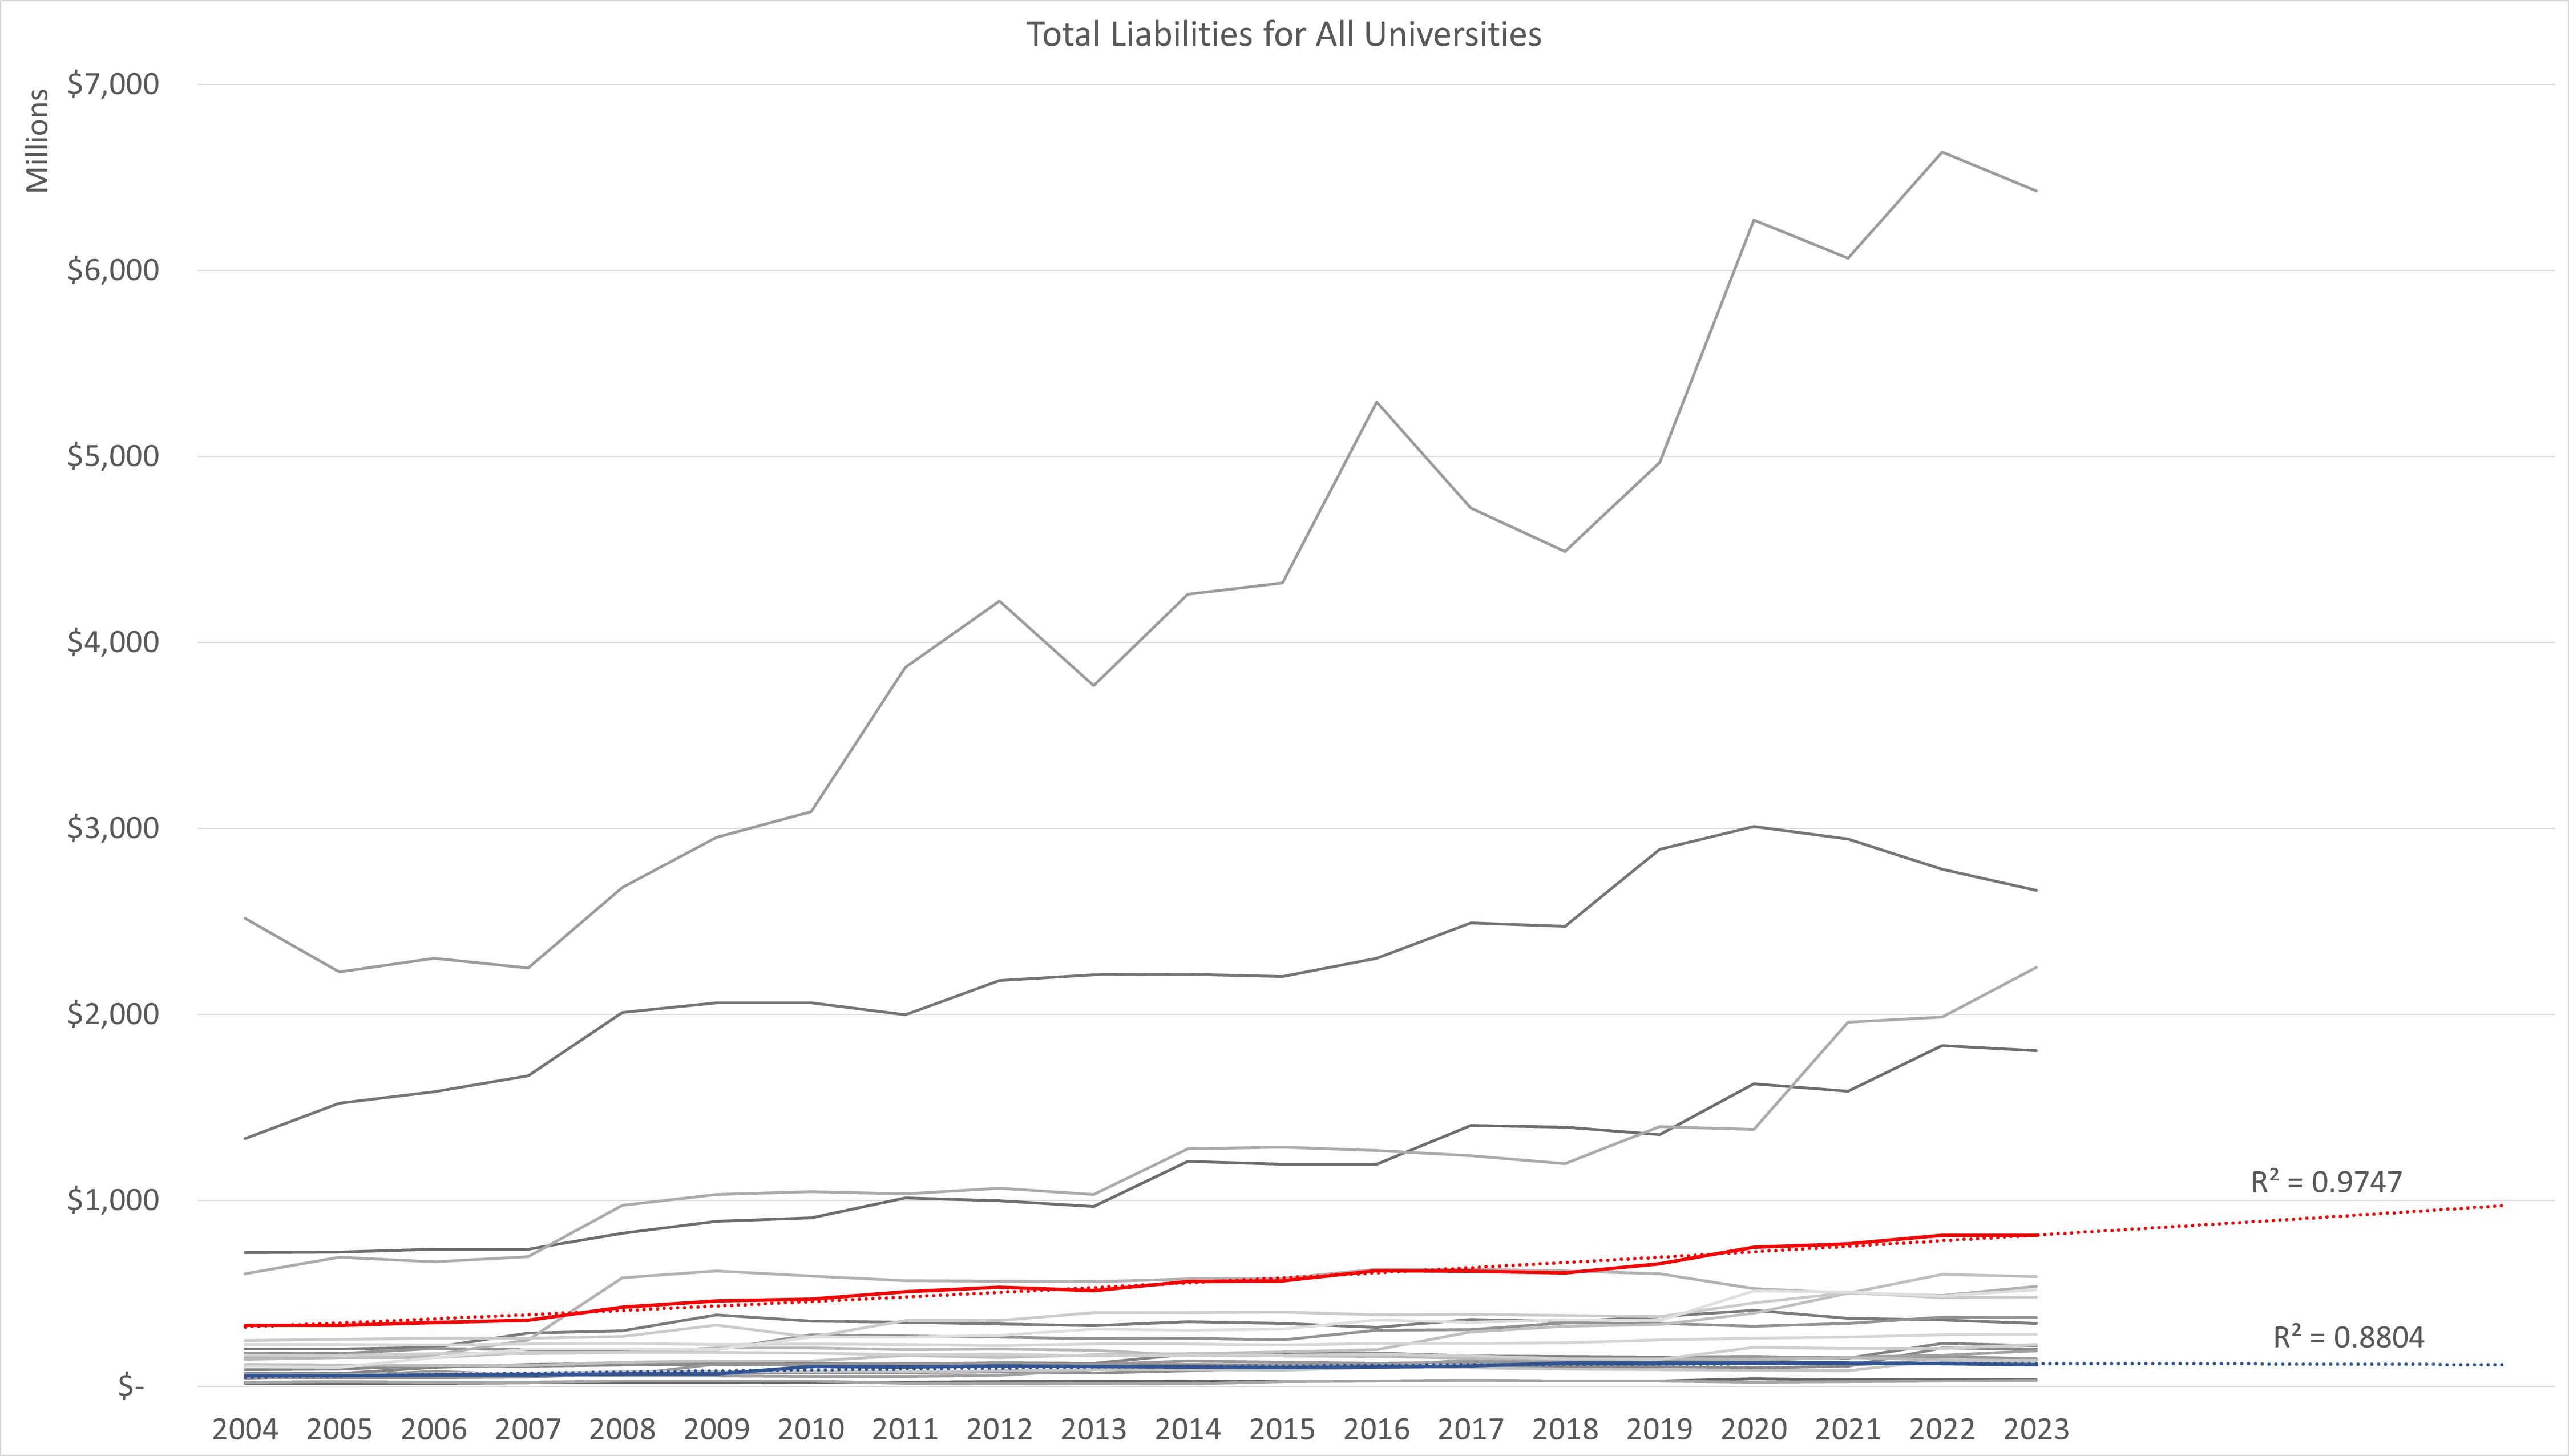 Total Liabilities for All Universities
Millions
$7,000
$6,000
$5,000
$4,000
$3,000
$2,000
$1,000
$-
R² = 0.9747
R² = 0.8804
2004 2005 2006 2007 2008 2009 2010 2011 2012 2013 2014 2015 2016 2017 2018 2019 2020 2021 2022 2023